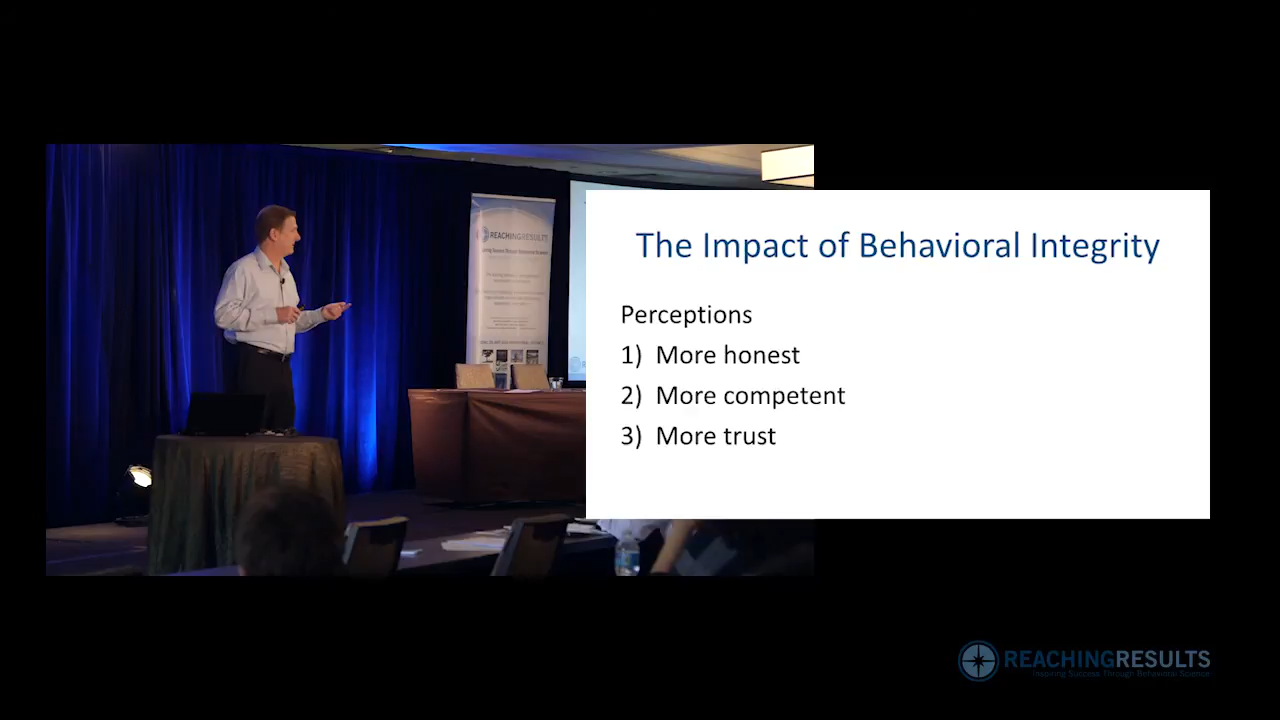 REACHINGRESULTS
The Impact of Behavioral Integrity
Perceptions
1) More honest
2) More competent
3) More trust
REACHINGRESULTS
Inspiring Success Through Behavioral Science